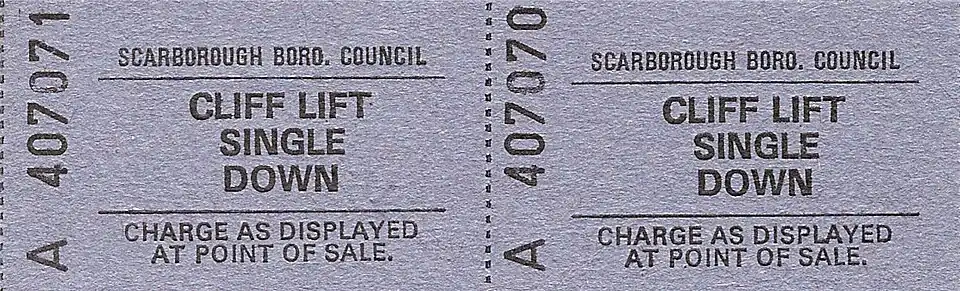 A 407071
SCARBOROUGH BORO. COUNCIL
CLIFF LIFT
SINGLE
DOWN
CHARGE AS DISPLAYED
AT POINT OF SALE.
A 407070
SCARBOROUGH BORO. COUNCIL
CLIFF LIFT
SINGLE
DOWN
CHARGE AS DISPLAYED
AT POINT OF SALE.